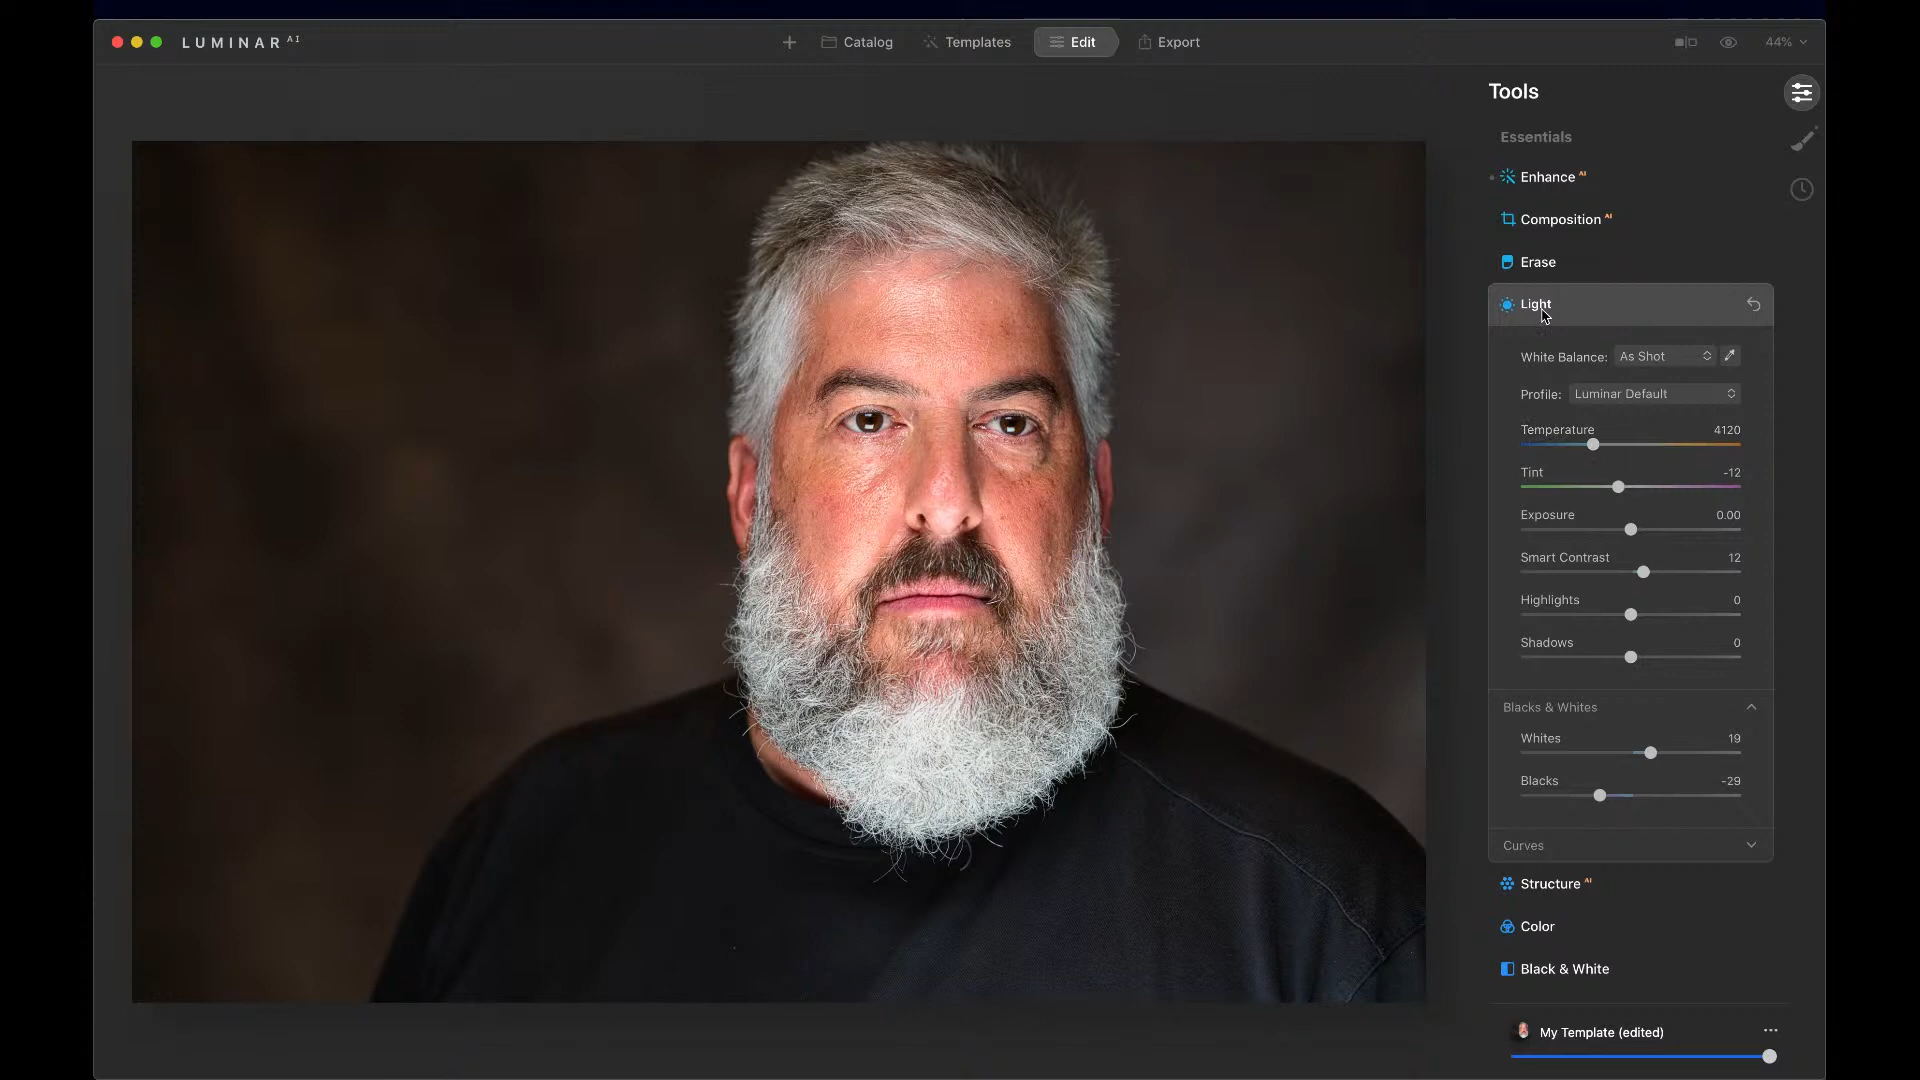 LUMINAR AI
Catalog
Templates
Edit
Export
44%
Tools
Essentials
Enhance AI
Composition AI
Erase
Light
White Balance: As Shot
Profile: Luminar Default
Temperature 4120
Tint -12
Exposure 0.00
Smart Contrast 12
Highlights 0
Shadows 0
Blacks & Whites
Whites 19
Blacks -29
Curves
Structure AI
Color
Black & White
My Template (edited)